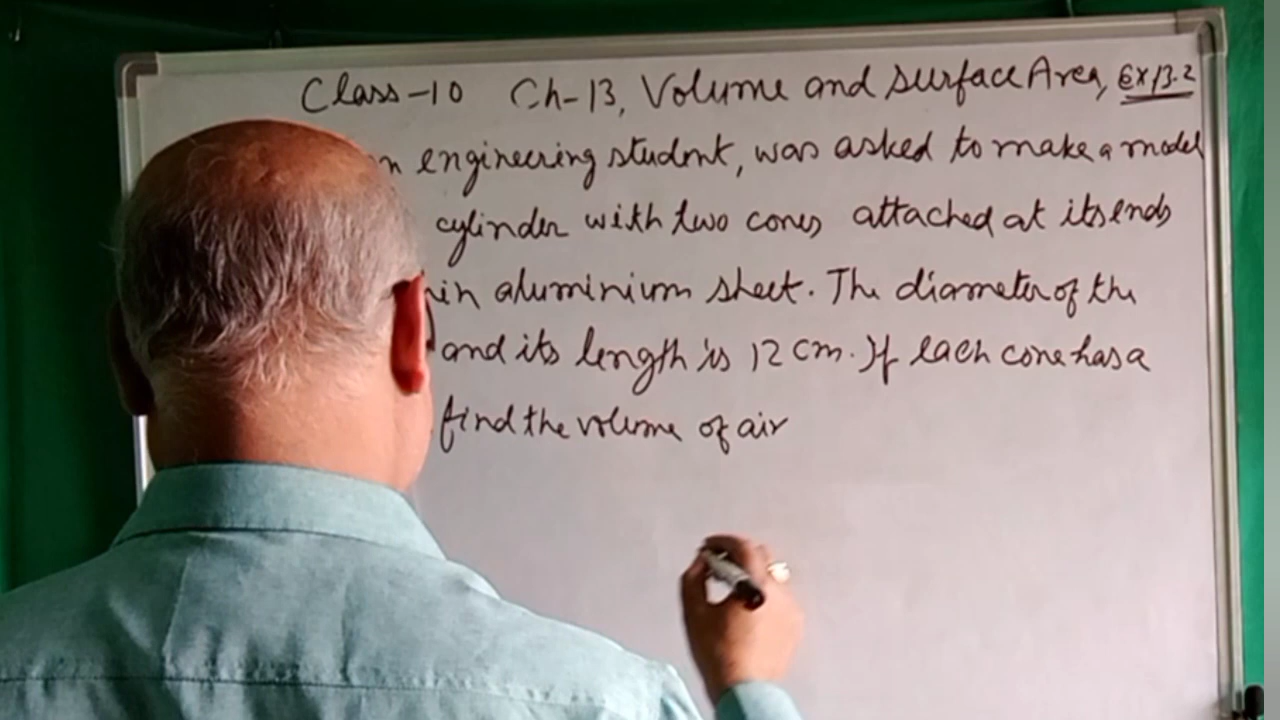 Class-10 Ch-13, Volume and surface Area, Ex 13.2
n engineering student, was asked to make a model
cylinder with two cones attached at its ends
in aluminium sheet. The diameter of the
and its length is 12 cm. If each cone has a
find the volume of air